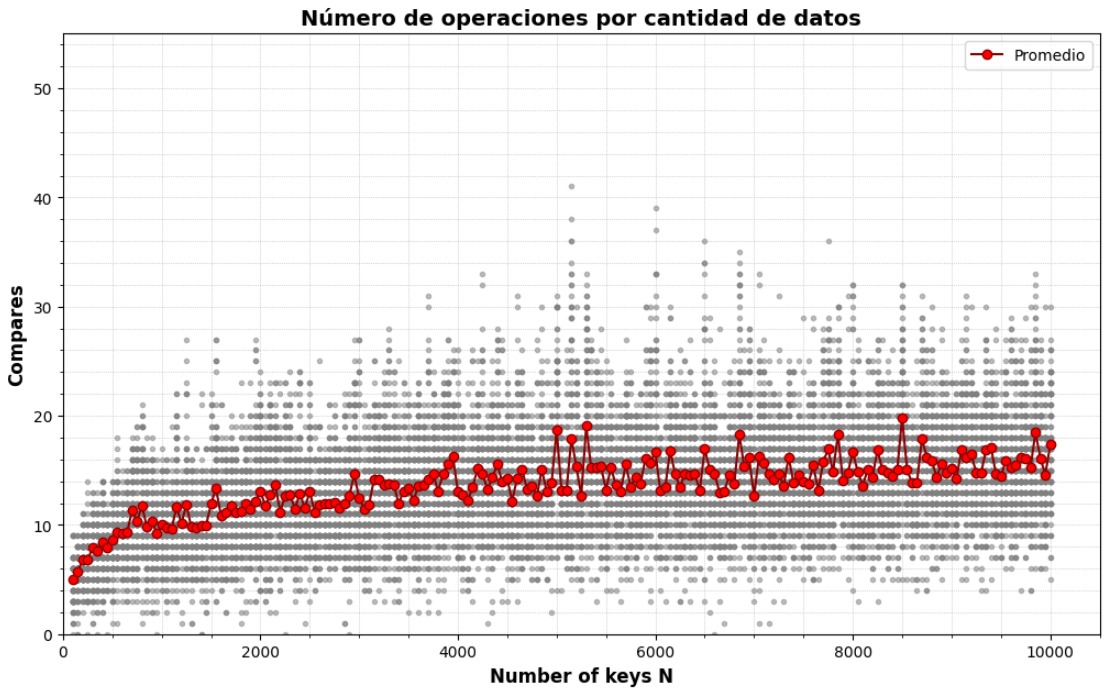 Número de operaciones por cantidad de datos
Promedio
Compares
50
40
30
20
10
0
0 2000 4000 6000 8000 10000
Number of keys N